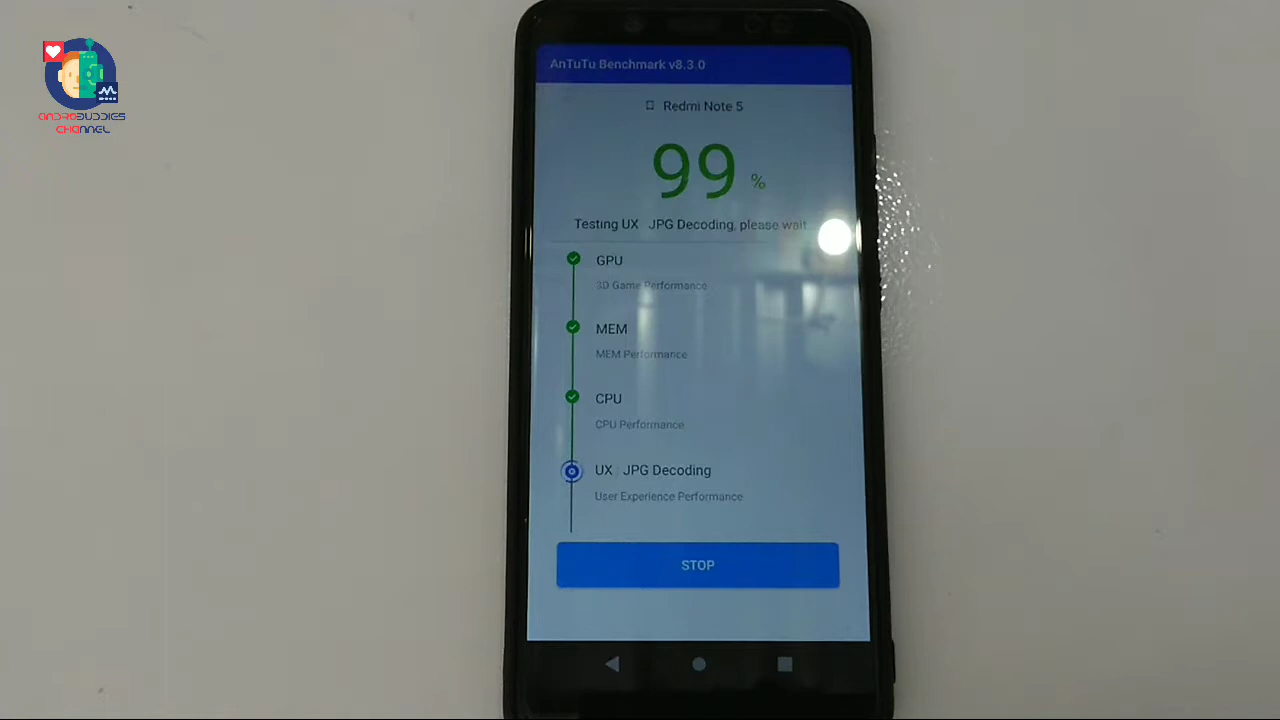 ANDROBUDDIES
CHANNEL
AnTuTu Benchmark v8.3.0
Redmi Note 5
99 %
Testing UX JPG Decoding, please wait
GPU
3D Game Performance
MEM
MEM Performance
CPU
CPU Performance
UX JPG Decoding
User Experience Performance
STOP